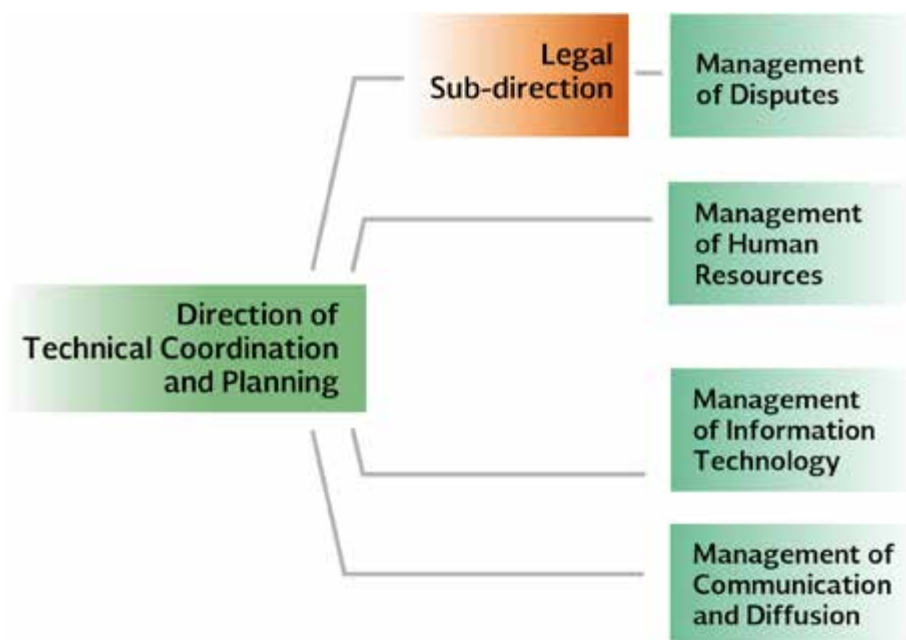 Legal
Sub-direction
Management
of Disputes
Management
of Human
Resources
Direction of
Technical Coordination
and Planning
Management
of Information
Technology
Management of
Communication
and Diffusion